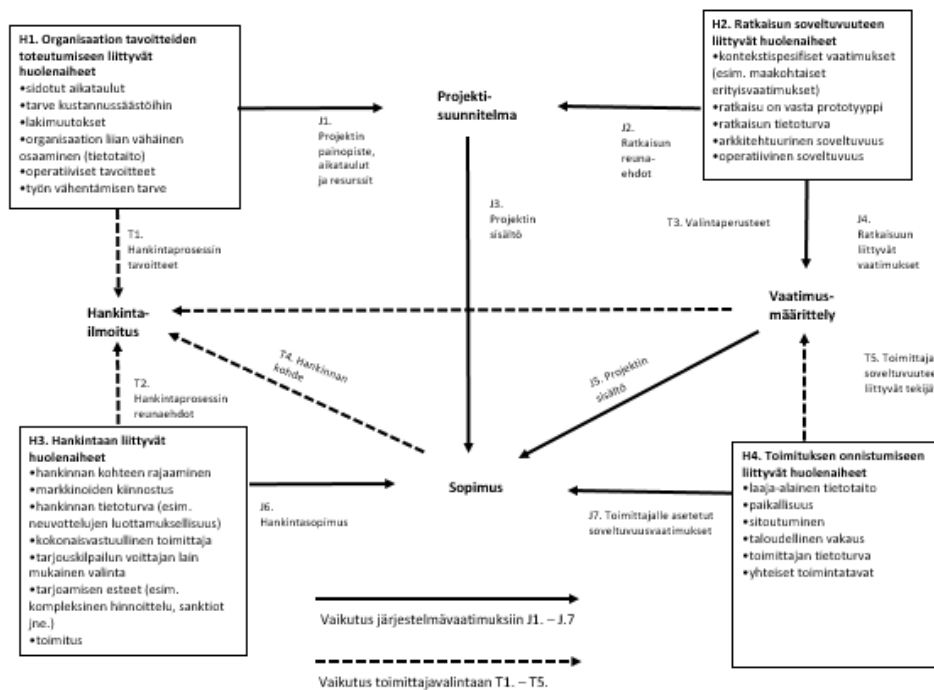 H1. Organisaation tavoitteiden
toteutumiseen liittyvät
huolenaiheet
•sidotut aikataulut
•tarve kustannussäästöihin
•lakimuutokset
•organisaation liian vähäinen
osaaminen (tietotaito)
•operatiiviset tavoitteet
•työn vähentämisen tarve
J1.
Projektin
painopiste,
aikataulut
ja resurssit
Projekti-
suunnitelma
J2.
Ratkaisun
reuna-
ehdot
H2. Ratkaisun soveltuvuuteen
liittyvät huolenaiheet
•kontekstispesifiset vaatimukset
(esim. maakohtaiset
erityisvaatimukset)
•ratkaisu on vasta prototyyppi
•ratkaisun tietoturva
•arkkitehtuurinen soveltuvuus
•operatiivinen soveltuvuus
T1.
Hankintaprosessin
tavoitteet
J3.
Projektin
sisältö
T3. Valintaperusteet
J4.
Ratkaisuun
liittyvät
vaatimukset
Hankinta-
ilmoitus
Vaatimus-
määrittely
T2.
Hankintaprosessin
reunaehdot
T4. Hankinnan
kohde
J5. Projektin
sisältö
T5. Toimittaja
soveltuvuutee
liittyvät tekijä
H3. Hankintaan liittyvät
huolenaiheet
•hankinnan kohteen rajaaminen
•markkinoiden kiinnostus
•hankinnan tietoturva (esim.
neuvottelujen luottamuksellisuus)
•kokonaisvastuullinen toimittaja
•tarjouskilpailun voittajan lain
mukainen valinta
•tarjoamisen esteet (esim.
kompleksinen hinnoittelu, sanktiot
jne.)
•toimitus
J6.
Hankintasopimus
Sopimus
J7. Toimittajalle asetetut
soveltuvuusvaatimukset
H4. Toimituksen onnistumiseen
liittyvät huolenaiheet
•laaja-alainen tietotaito
•paikallisuus
•sitoutuminen
•taloudellinen vakaus
•toimittajan tietoturva
•yhteiset toimintatavat
Vaikutus järjestelmävaatimuksiin J1. – J.7
Vaikutus toimittajavalintaan T1. – T5.